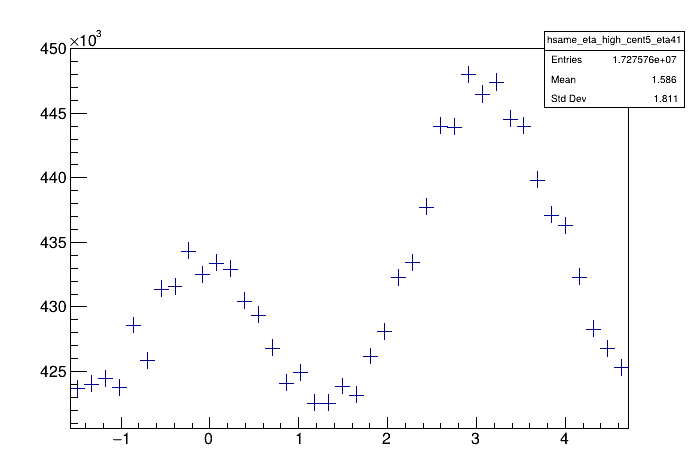 ×10³
hsame_eta_high_cent5_eta41
Entries 1.727576e+07
Mean 1.586
Std Dev 1.811
450
445
440
435
430
425
−1 0 1 2 3 4